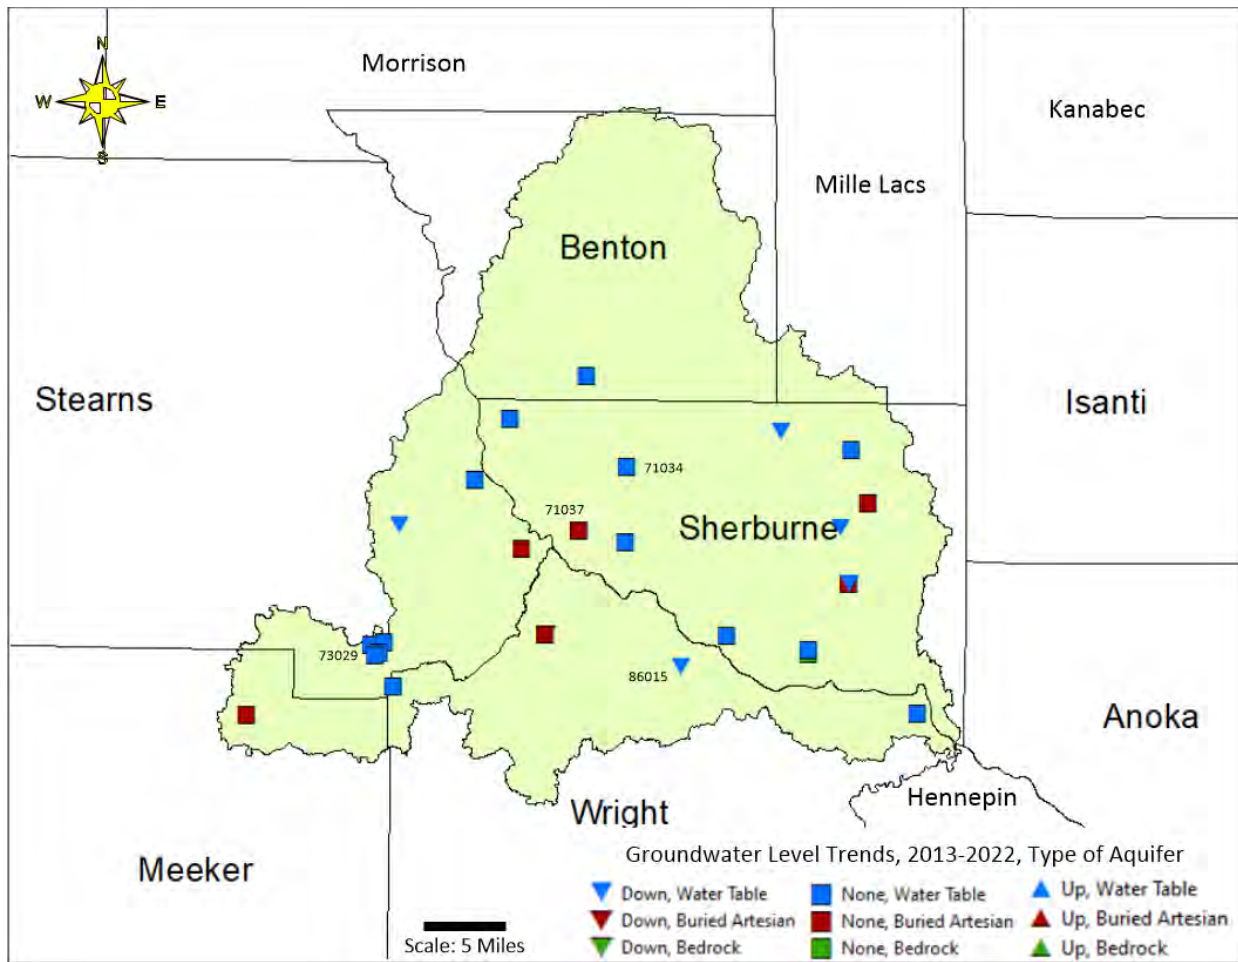 N
W E
S
Morrison
Kanabec
Mille Lacs
Benton
Stearns
Isanti
71034
71037
Sherburne
73029
86015
Anoka
Hennepin
Wright
Meeker
Groundwater Level Trends, 2013-2022, Type of Aquifer
Down, Water Table None, Water Table Up, Water Table
Down, Buried Artesian None, Buried Artesian Up, Buried Artesian
Down, Bedrock None, Bedrock Up, Bedrock
Scale: 5 Miles